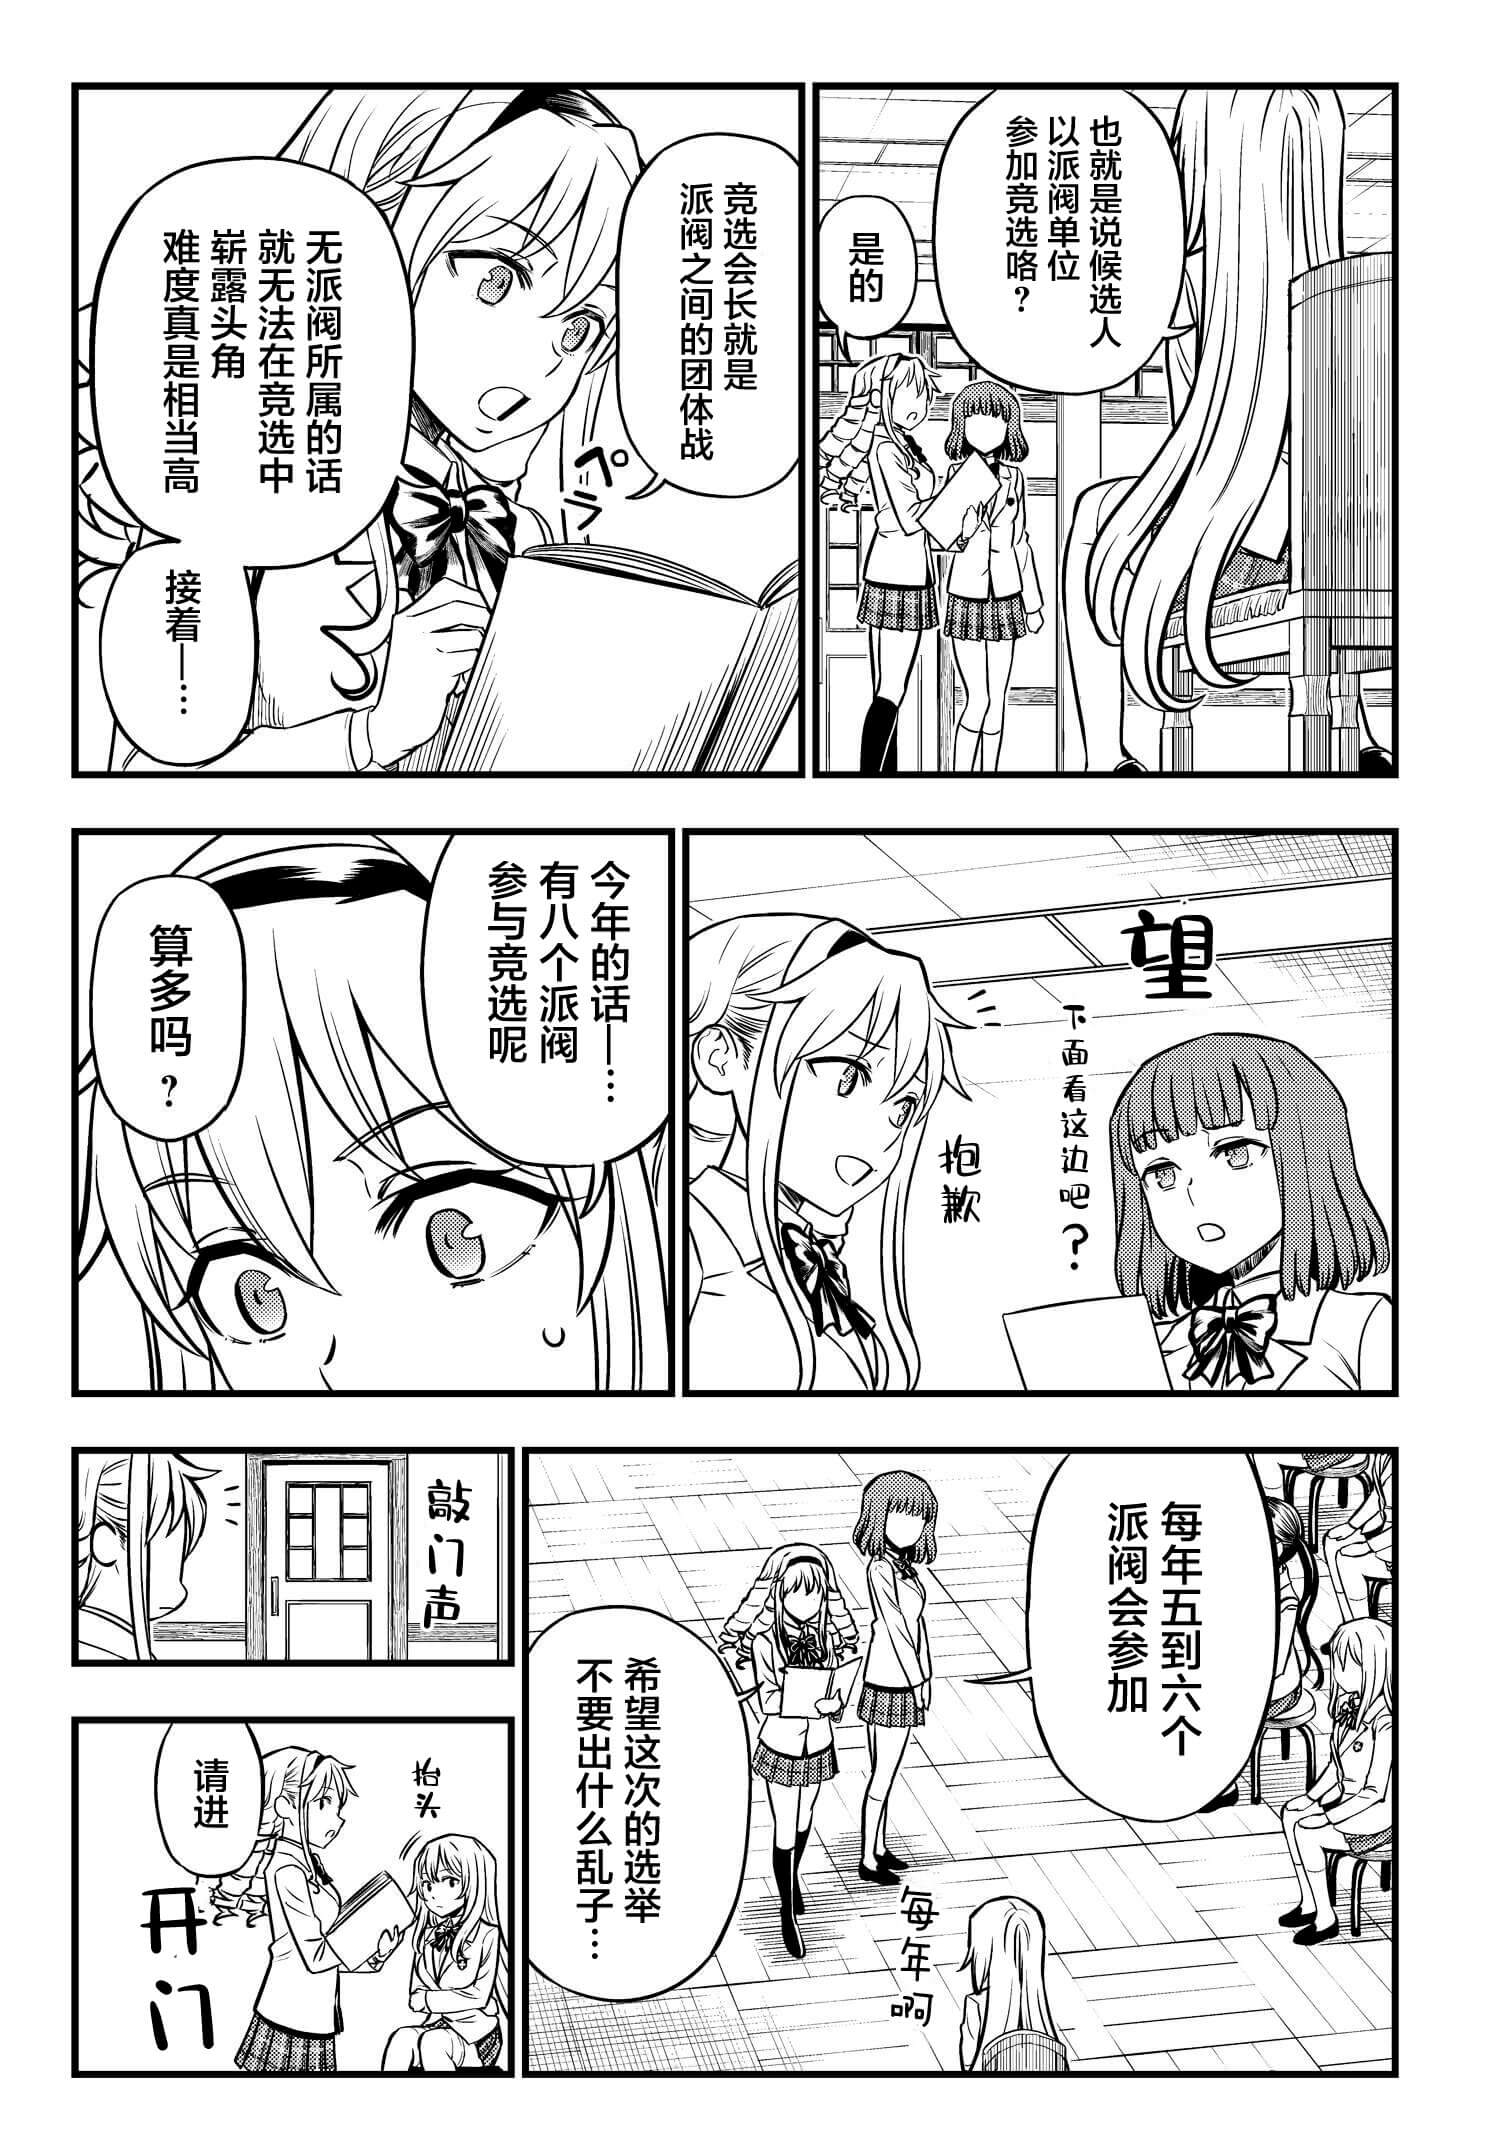 也就是说候选人
以派阀单位
参加竞选咯？
是的
竞选会长就是
派阀之间的团体战
ペラ
无派阀所属的话
就无法在竞选中
崭露头角
难度真是相当高
接着—…
望
下面看这边吧？
抱歉
今年的话—…
有八个派阀
参与竞选呢
算多吗？
每年五到六个
派阀会参加
希望这次的选举
不要出什么乱子…
每年啊
敲门声
抬头
请进
开门